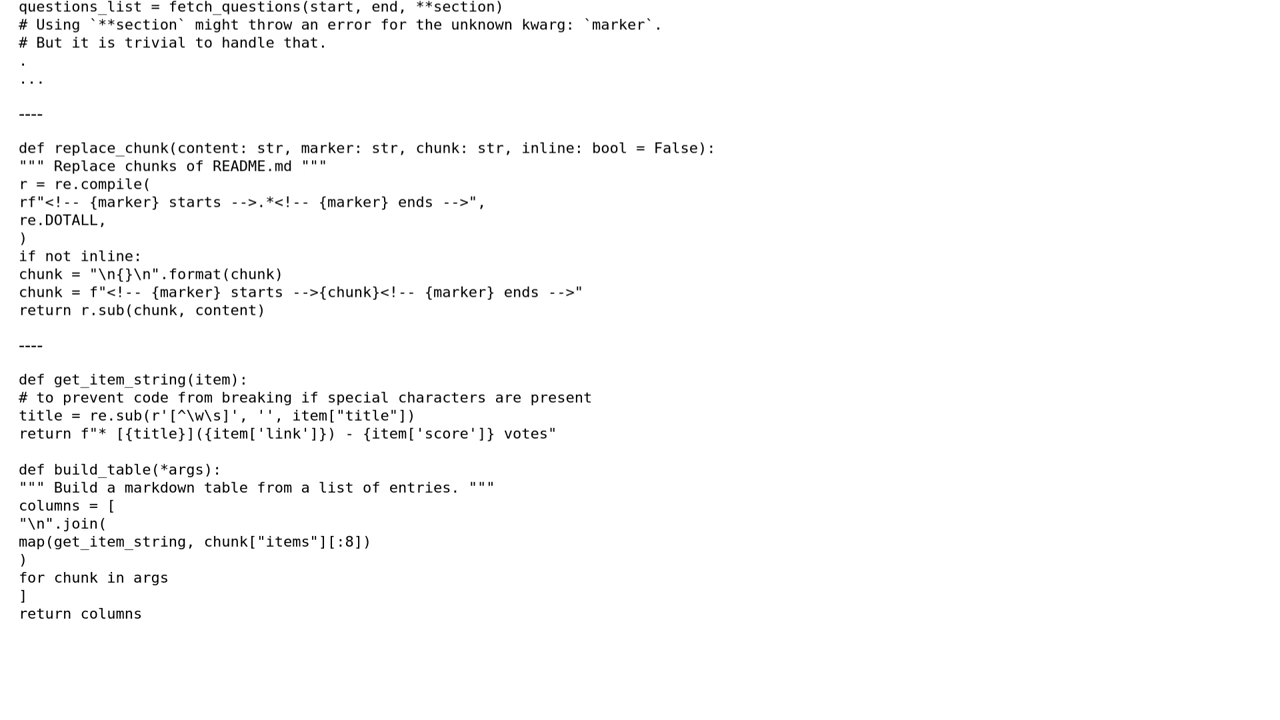 questions_list = fetch_questions(start, end, **section)
# Using `**section` might throw an error for the unknown kwarg: `marker`.
# But it is trivial to handle that.
.
...
----
def replace_chunk(content: str, marker: str, chunk: str, inline: bool = False):
""" Replace chunks of README.md """
r = re.compile(
rf"<!-- {marker} starts -->.*<!-- {marker} ends -->",
re.DOTALL,
)
if not inline:
chunk = "\n{}\n".format(chunk)
chunk = f"<!-- {marker} starts -->{chunk}<!-- {marker} ends -->"
return r.sub(chunk, content)
----
def get_item_string(item):
# to prevent code from breaking if special characters are present
title = re.sub(r'[^\w\s]', '', item["title"])
return f"* [{title}]({item['link']}) - {item['score']} votes"
def build_table(*args):
""" Build a markdown table from a list of entries. """
columns = [
"\n".join(
map(get_item_string, chunk["items"][:8])
)
for chunk in args
]
return columns